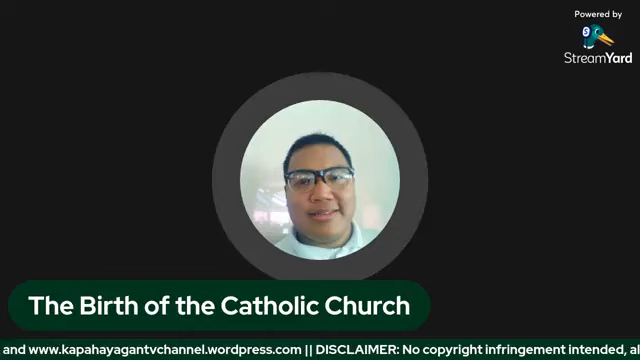 Powered by
StreamYard
The Birth of the Catholic Church
and www.kapahayagantvchannel.wordpress.com || DISCLAIMER: No copyright infringement intended, al